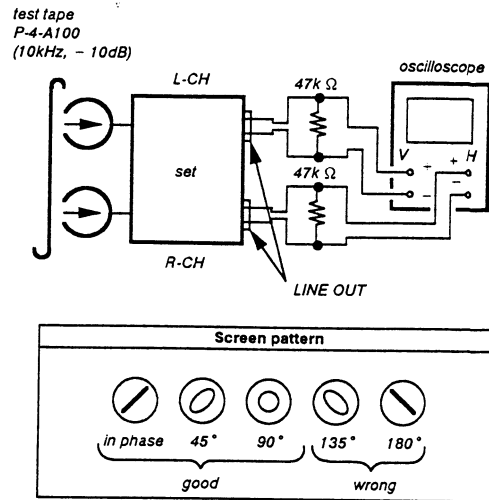 test tape
P-4-A100
(10kHz, − 10dB)
oscilloscope
L-CH
47k Ω
V
H
+
+
−
−
set
47k Ω
R-CH
LINE OUT
Screen pattern
in phase
45°
90°
135°
180°
good
wrong